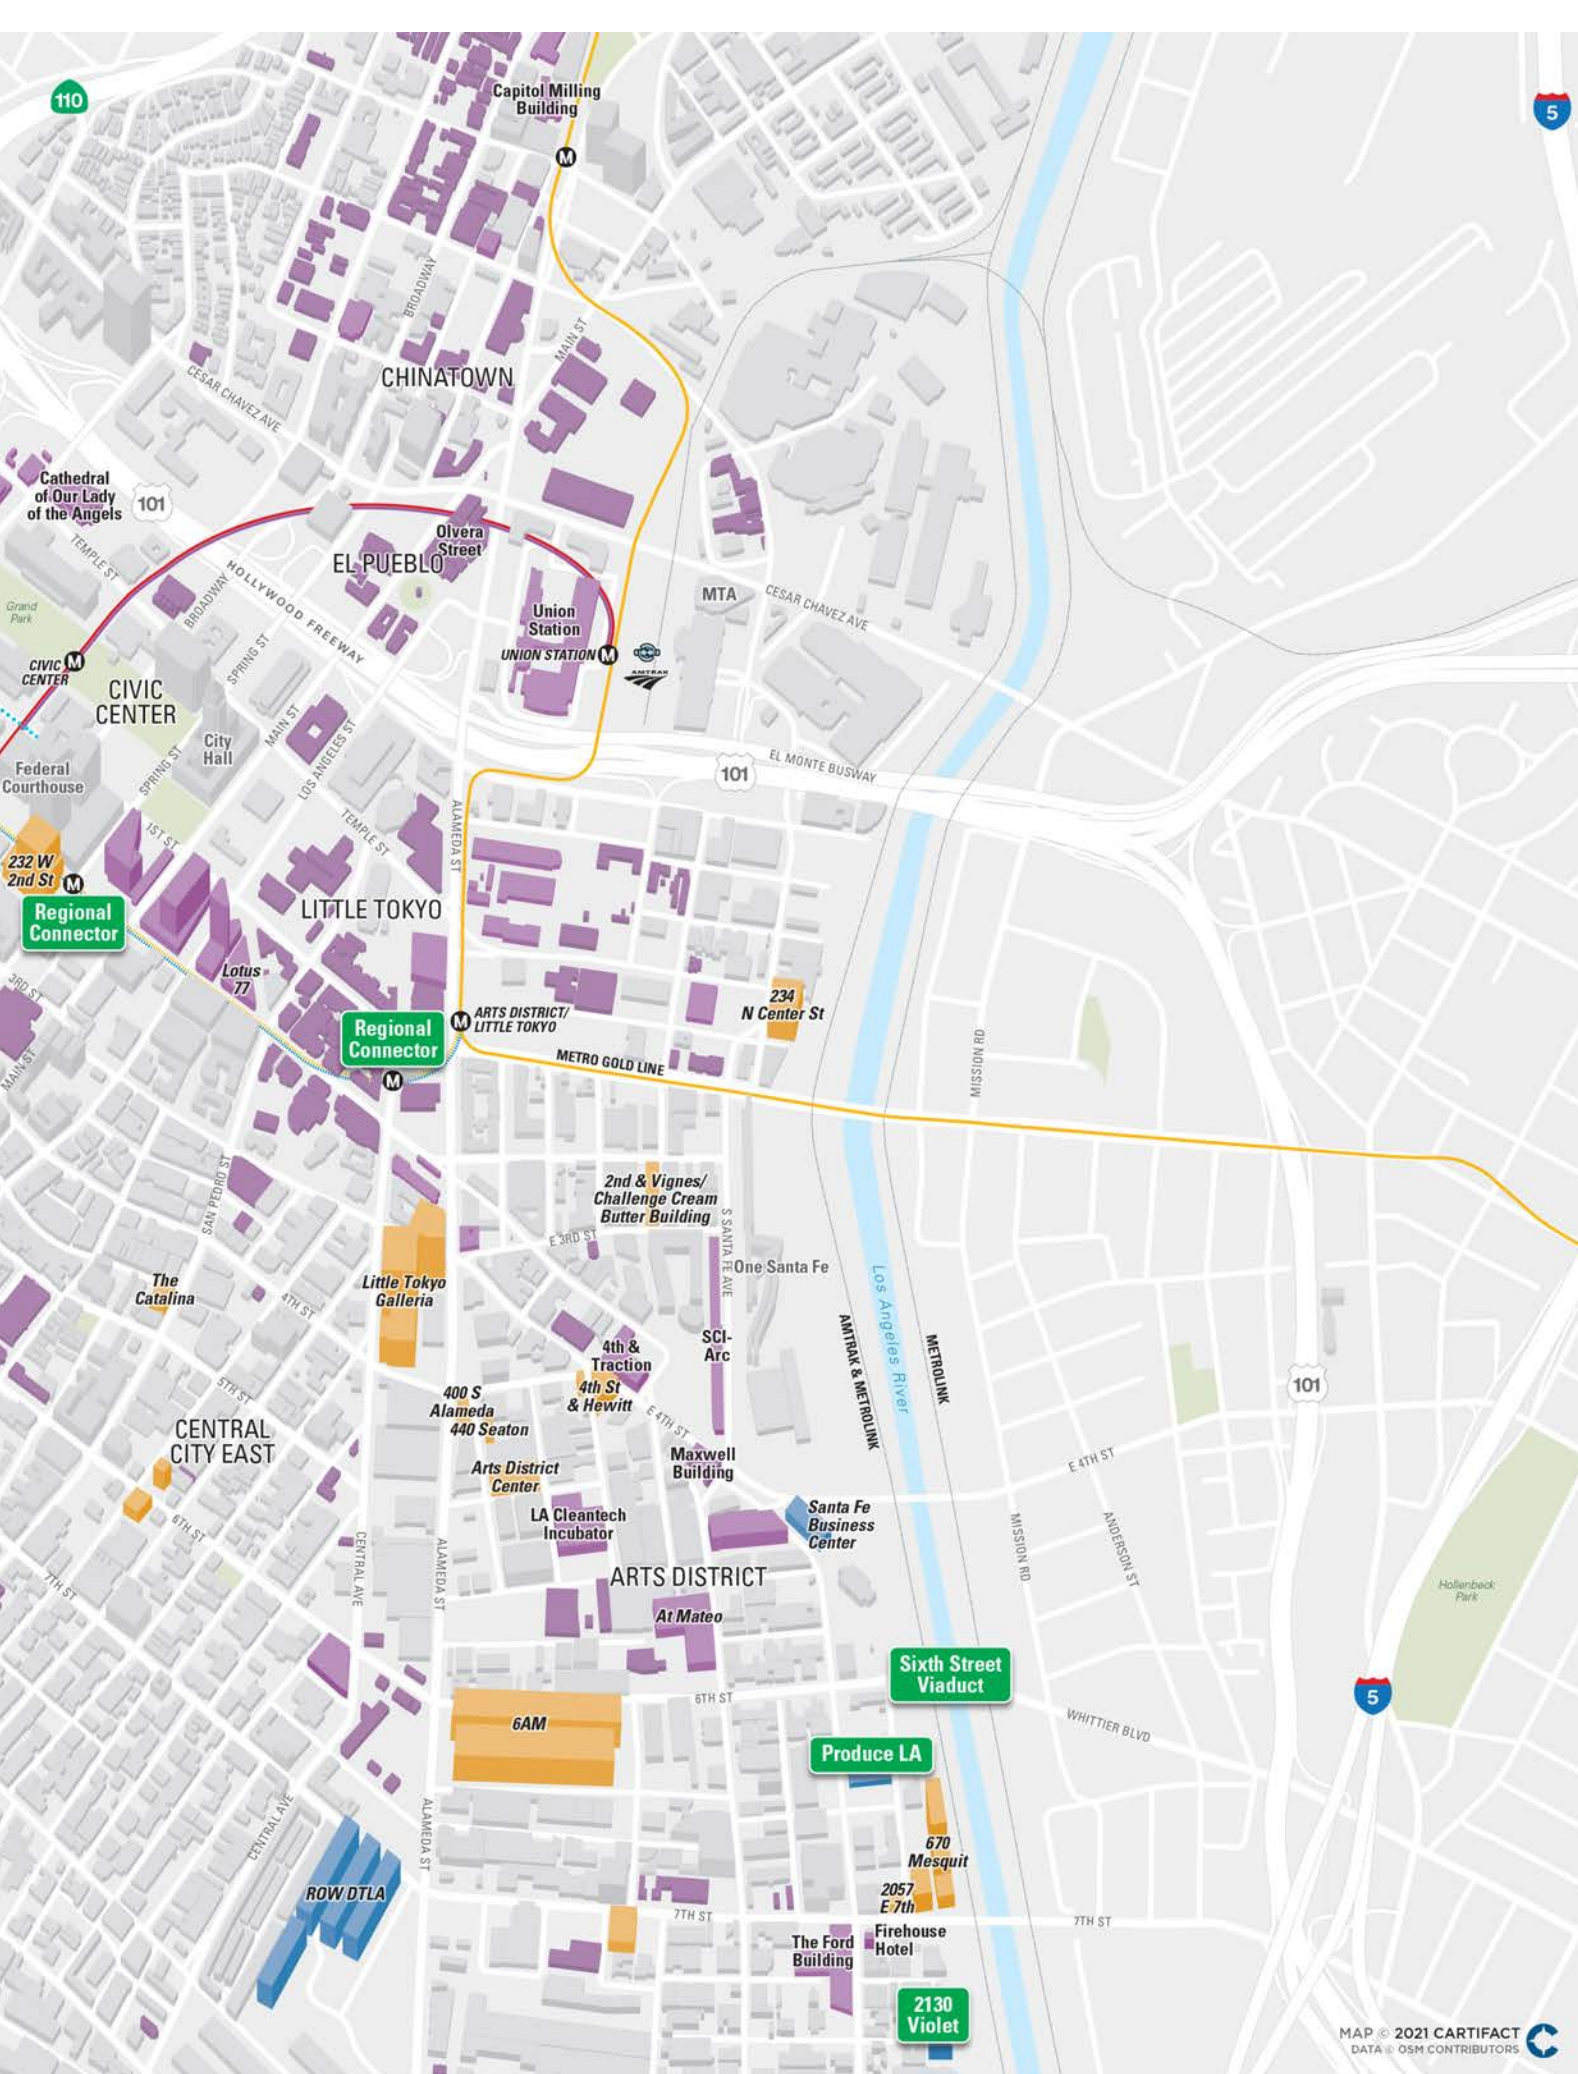 110
5
Capitol Milling
Building
M
BROADWAY
MAIN ST
CHINATOWN
CESAR CHAVEZ AVE
Cathedral
of Our Lady
of the Angels
101
Olvera
Street
EL PUEBLO
TEMPLE ST
HOLLYWOOD FREEWAY
BROADWAY
Grand
Park
MTA
CESAR CHAVEZ AVE
Union
Station
UNION STATION
M
AMTRAK
SPRING ST
CIVIC
CENTER
M
CIVIC
CENTER
MAIN ST
LOS ANGELES ST
City
Hall
SPRING ST
Federal
Courthouse
101
EL MONTE BUSWAY
1ST ST
TEMPLE ST
ALAMEDA ST
232 W
2nd St
M
Regional
Connector
LITTLE TOKYO
3RD ST
Lotus
77
234
N Center St
Regional
Connector
M
ARTS DISTRICT/
LITTLE TOKYO
M
METRO GOLD LINE
MAIN ST
MISSION RD
SAN PEDRO ST
2nd & Vignes/
Challenge Cream
Butter Building
E 3RD ST
S SANTA FE AVE
One Santa Fe
Los Angeles River
The
Catalina
4TH ST
Little Tokyo
Galleria
AMTRAK & METROLINK
METROLINK
SCI-
Arc
4th &
Traction
4th St
& Hewitt
5TH ST
400 S
Alameda
440 Seaton
E 4TH ST
101
CENTRAL
CITY EAST
Maxwell
Building
E 4TH ST
Arts District
Center
6TH ST
LA Cleantech
Incubator
Santa Fe
Business
Center
MISSION RD
ANDERSON ST
CENTRAL AVE
ALAMEDA ST
7TH ST
ARTS DISTRICT
Hollenbeck
Park
At Mateo
Sixth Street
Viaduct
5
6TH ST
6AM
WHITTIER BLVD
Produce LA
CENTRAL AVE
ALAMEDA ST
670
Mesquit
ROW DTLA
2057
E 7th
7TH ST
7TH ST
The Ford
Building
Firehouse
Hotel
2130
Violet
MAP © 2021 CARTIFACT
DATA © OSM CONTRIBUTORS